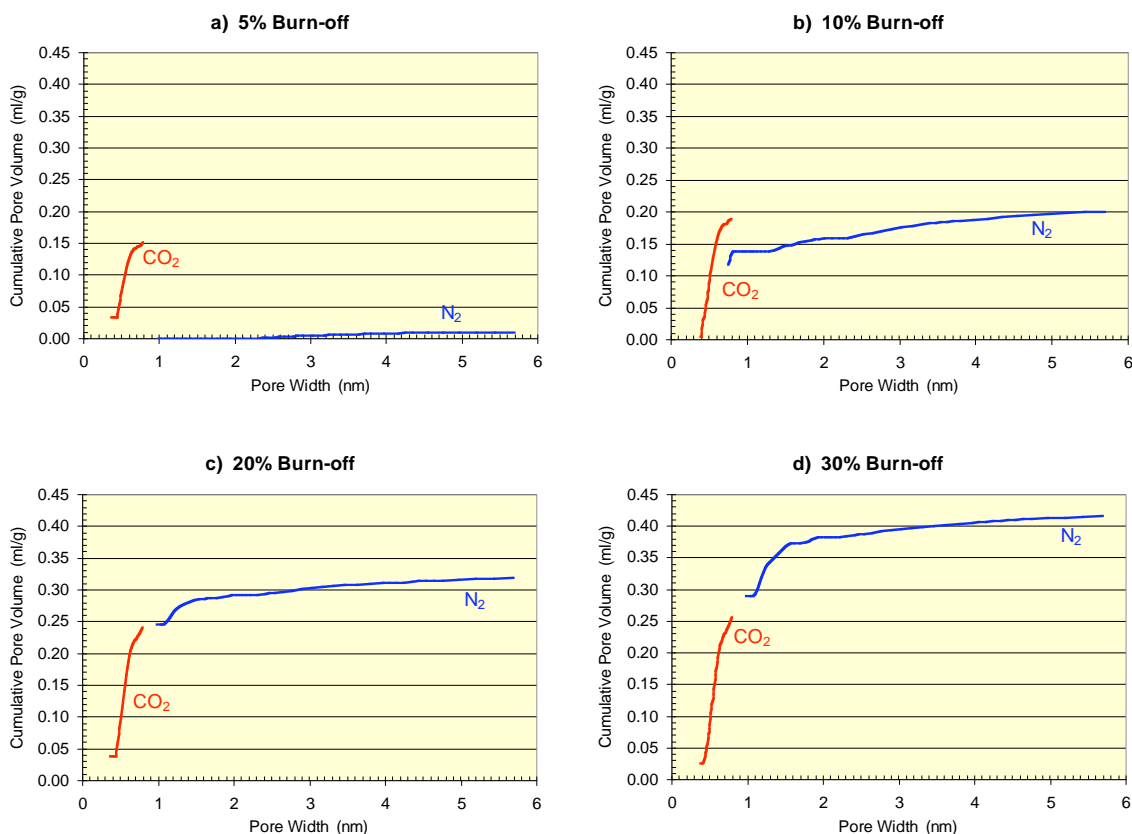 a) 5% Burn-off
0.45
0.40
0.35
0.30
0.25
0.20
0.15
0.10
0.05
0.00
Cumulative Pore Volume (ml/g)
CO₂
N₂
0 1 2 3 4 5 6
Pore Width (nm)
b) 10% Burn-off
0.45
0.40
0.35
0.30
0.25
0.20
0.15
0.10
0.05
0.00
Cumulative Pore Volume (ml/g)
CO₂
N₂
0 1 2 3 4 5 6
Pore Width (nm)
c) 20% Burn-off
0.45
0.40
0.35
0.30
0.25
0.20
0.15
0.10
0.05
0.00
Cumulative Pore Volume (ml/g)
CO₂
N₂
0 1 2 3 4 5 6
Pore Width (nm)
d) 30% Burn-off
0.45
0.40
0.35
0.30
0.25
0.20
0.15
0.10
0.05
0.00
Cumulative Pore Volume (ml/g)
CO₂
N₂
0 1 2 3 4 5 6
Pore Width (nm)